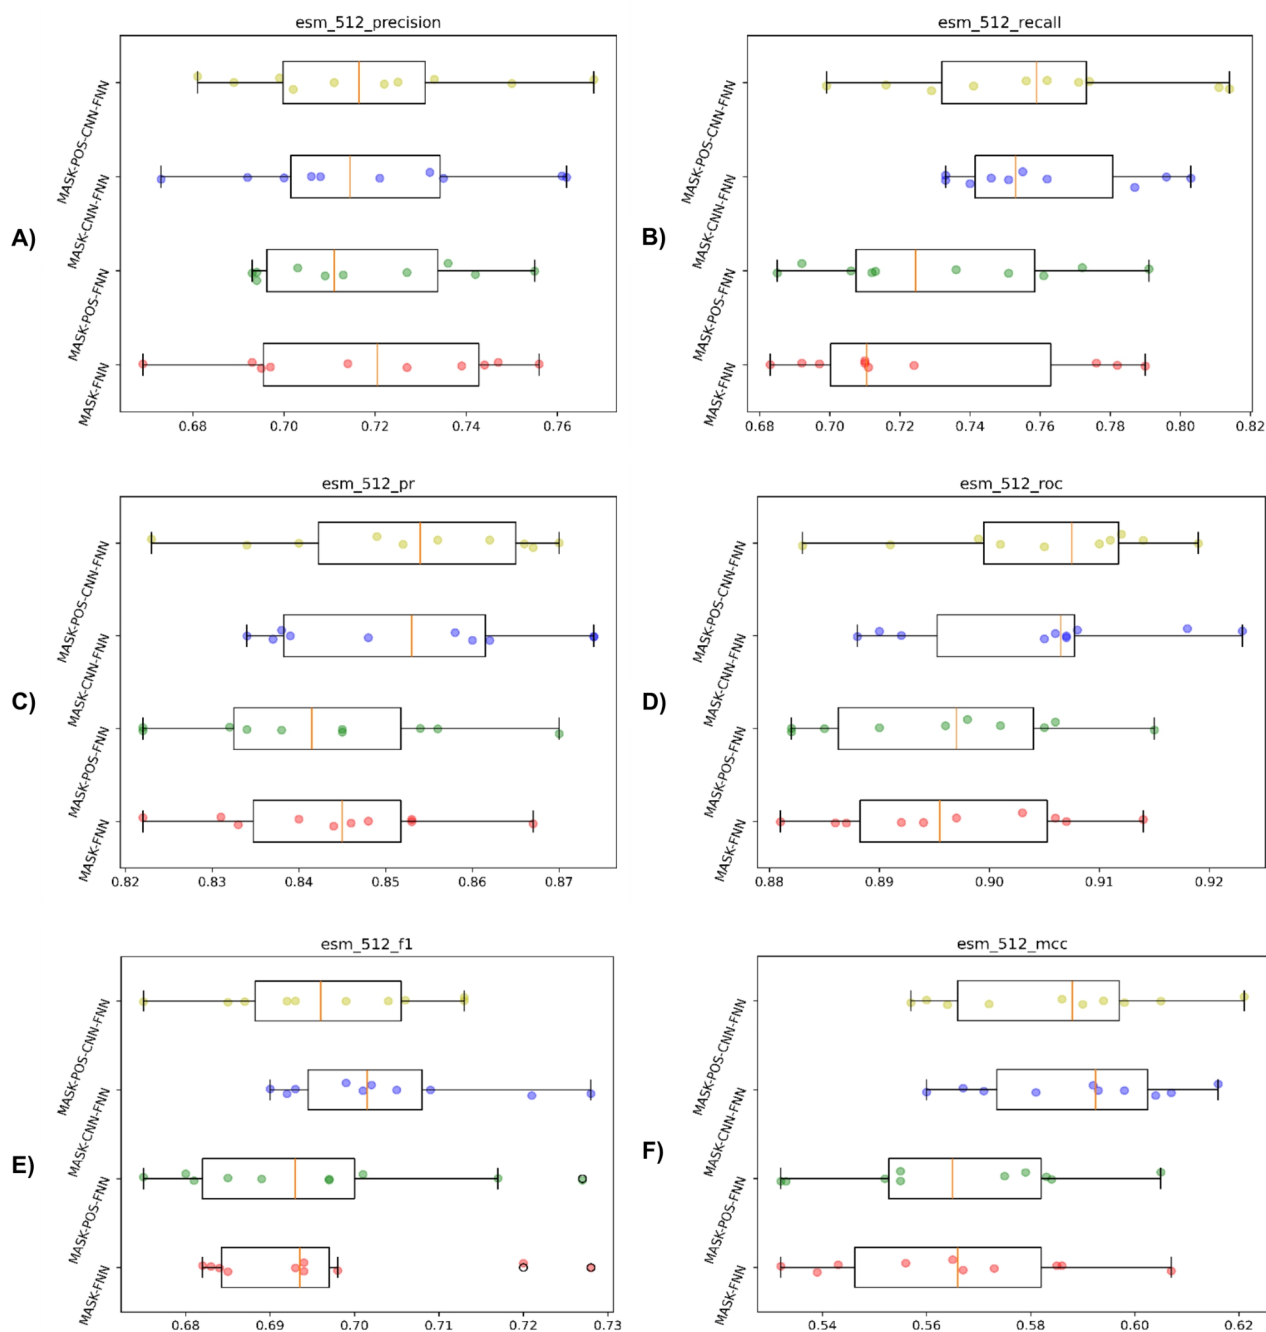 esm_512_precision
A)
MASK-POS-CNN-FNN
MASK-CNN-FNN
MASK-POS-FNN
MASK-FNN
0.68 0.70 0.72 0.74 0.76
esm_512_recall
B)
MASK-POS-CNN-FNN
MASK-CNN-FNN
MASK-POS-FNN
MASK-FNN
0.68 0.70 0.72 0.74 0.76 0.78 0.80 0.82
esm_512_pr
C)
MASK-POS-CNN-FNN
MASK-CNN-FNN
MASK-POS-FNN
MASK-FNN
0.82 0.83 0.84 0.85 0.86 0.87
esm_512_roc
D)
MASK-POS-CNN-FNN
MASK-CNN-FNN
MASK-POS-FNN
MASK-FNN
0.88 0.89 0.90 0.91 0.92
esm_512_f1
E)
MASK-POS-CNN-FNN
MASK-CNN-FNN
MASK-POS-FNN
MASK-FNN
0.68 0.69 0.70 0.71 0.72 0.73
esm_512_mcc
F)
MASK-POS-CNN-FNN
MASK-CNN-FNN
MASK-POS-FNN
MASK-FNN
0.54 0.56 0.58 0.60 0.62